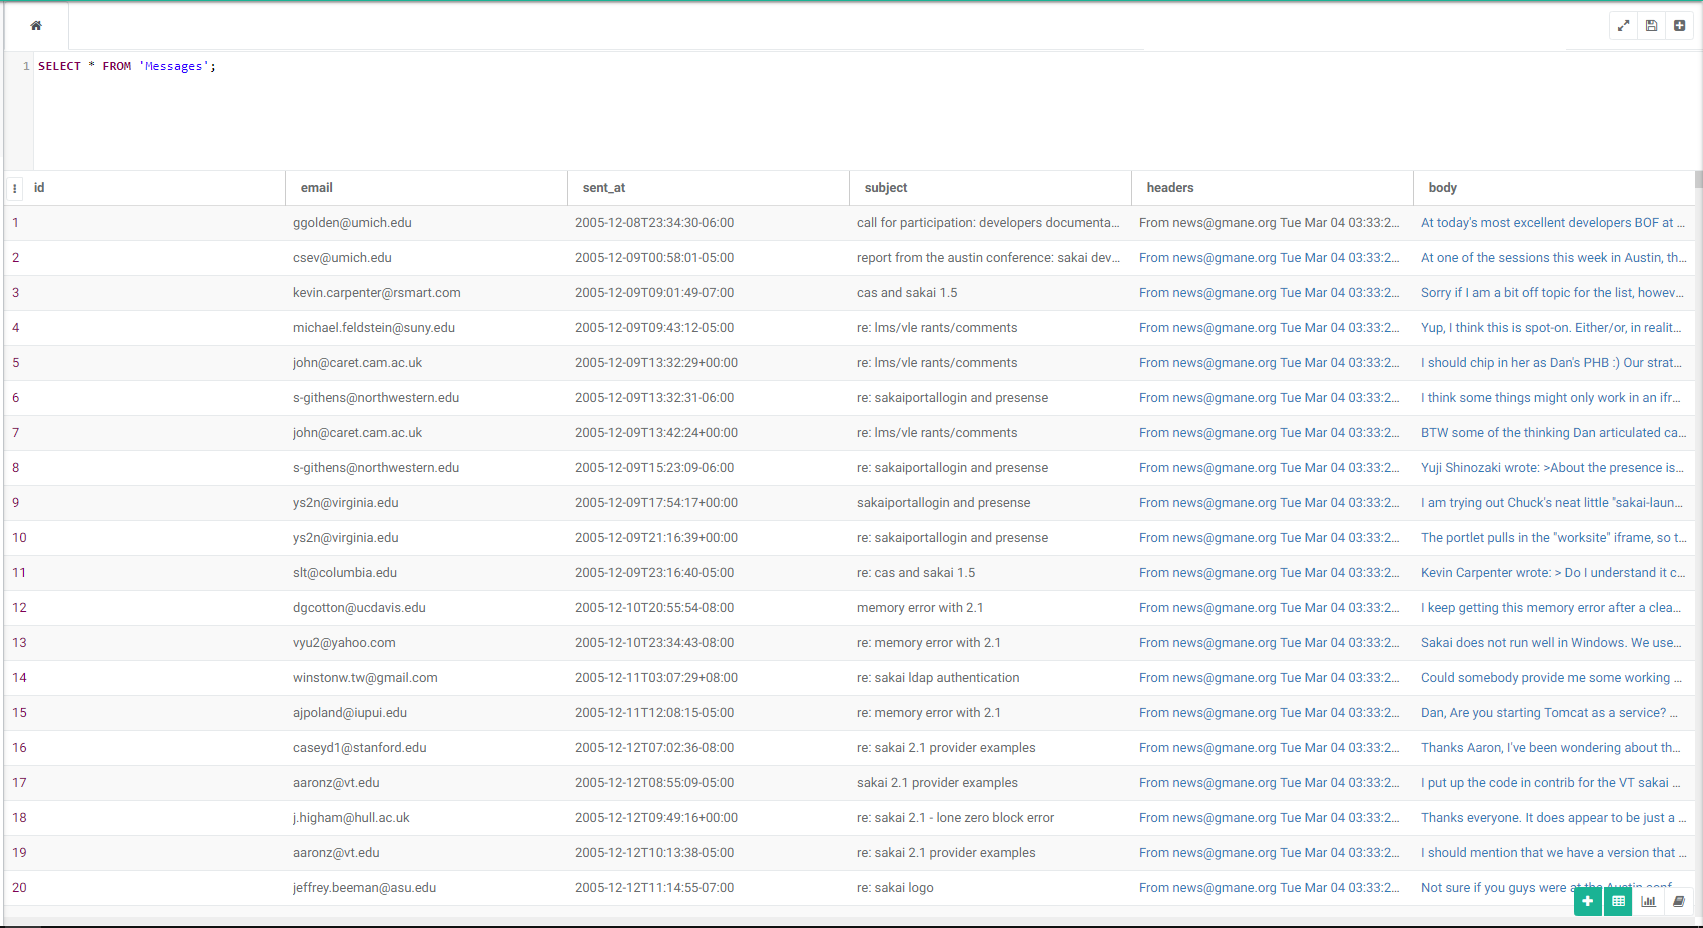 1 SELECT * FROM 'Messages';
id email sent_at subject headers body
1 ggolden@umich.edu 2005-12-08T23:34:30-06:00 call for participation: developers documenta... From news@gmane.org Tue Mar 04 03:33:2... At today's most excellent developers BOF at ...
2 csev@umich.edu 2005-12-09T00:58:01-05:00 report from the austin conference: sakai dev... From news@gmane.org Tue Mar 04 03:33:2... At one of the sessions this week in Austin, th...
3 kevin.carpenter@rsmart.com 2005-12-09T09:01:49-07:00 cas and sakai 1.5 From news@gmane.org Tue Mar 04 03:33:2... Sorry if I am a bit off topic for the list, howev...
4 michael.feldstein@suny.edu 2005-12-09T09:43:12-05:00 re: lms/vle rants/comments From news@gmane.org Tue Mar 04 03:33:2... Yup, I think this is spot-on. Either/or, in realit...
5 john@caret.cam.ac.uk 2005-12-09T13:32:29+00:00 re: lms/vle rants/comments From news@gmane.org Tue Mar 04 03:33:2... I should chip in her as Dan's PHB :) Our strat...
6 s-githens@northwestern.edu 2005-12-09T13:32:31-06:00 re: sakaiportallogin and presense From news@gmane.org Tue Mar 04 03:33:2... I think some things might only work in an ifr...
7 john@caret.cam.ac.uk 2005-12-09T13:42:24+00:00 re: lms/vle rants/comments From news@gmane.org Tue Mar 04 03:33:2... BTW some of the thinking Dan articulated ca...
8 s-githens@northwestern.edu 2005-12-09T15:23:09-06:00 re: sakaiportallogin and presense From news@gmane.org Tue Mar 04 03:33:2... Yuji Shinozaki wrote: >About the presence is...
9 ys2n@virginia.edu 2005-12-09T17:54:17+00:00 sakaiportallogin and presense From news@gmane.org Tue Mar 04 03:33:2... I am trying out Chuck's neat little "sakai-laun...
10 ys2n@virginia.edu 2005-12-09T21:16:39+00:00 re: sakaiportallogin and presense From news@gmane.org Tue Mar 04 03:33:2... The portlet pulls in the "worksite" iframe, so t...
11 slt@columbia.edu 2005-12-09T23:16:40-05:00 re: cas and sakai 1.5 From news@gmane.org Tue Mar 04 03:33:2... Kevin Carpenter wrote: > Do I understand it c...
12 dgcotton@ucdavis.edu 2005-12-10T20:55:54-08:00 memory error with 2.1 From news@gmane.org Tue Mar 04 03:33:2... I keep getting this memory error after a clea...
13 vyu2@yahoo.com 2005-12-10T23:34:43-08:00 re: memory error with 2.1 From news@gmane.org Tue Mar 04 03:33:2... Sakai does not run well in Windows. We use...
14 winstonw.tw@gmail.com 2005-12-11T03:07:29+08:00 re: sakai ldap authentication From news@gmane.org Tue Mar 04 03:33:2... Could somebody provide me some working ...
15 ajpoland@iupui.edu 2005-12-11T12:08:15-05:00 re: memory error with 2.1 From news@gmane.org Tue Mar 04 03:33:2... Dan, Are you starting Tomcat as a service? ...
16 caseyd1@stanford.edu 2005-12-12T07:02:36-08:00 re: sakai 2.1 provider examples From news@gmane.org Tue Mar 04 03:33:2... Thanks Aaron, I've been wondering about th...
17 aaronz@vt.edu 2005-12-12T08:55:09-05:00 sakai 2.1 provider examples From news@gmane.org Tue Mar 04 03:33:2... I put up the code in contrib for the VT sakai ...
18 j.higham@hull.ac.uk 2005-12-12T09:49:16+00:00 re: sakai 2.1 - lone zero block error From news@gmane.org Tue Mar 04 03:33:2... Thanks everyone. It does appear to be just a ...
19 aaronz@vt.edu 2005-12-12T10:13:38-05:00 re: sakai 2.1 provider examples From news@gmane.org Tue Mar 04 03:33:2... I should mention that we have a version that ...
20 jeffrey.beeman@asu.edu 2005-12-12T11:14:55-07:00 re: sakai logo From news@gmane.org Tue Mar 04 03:33:2... Not sure if you guys were at the Austin conf...